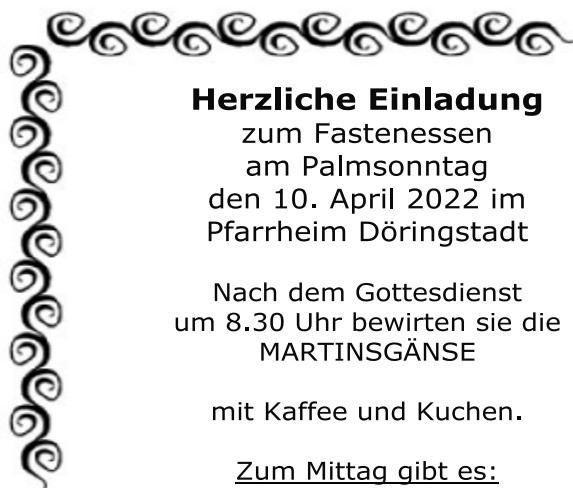 Herzliche Einladung
zum Fastenessen
am Palmsonntag
den 10. April 2022 im
Pfarrheim Döringstadt
Nach dem Gottesdienst
um 8.30 Uhr bewirten sie die
MARTINSGÄNSE
mit Kaffee und Kuchen.
Zum Mittag gibt es: